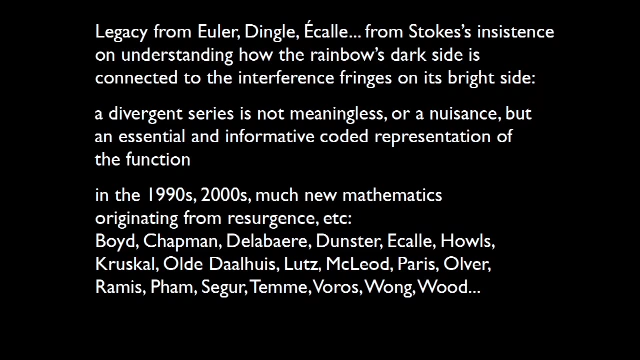 Legacy from Euler, Dingle, Écalle... from Stokes's insistence
on understanding how the rainbow's dark side is
connected to the interference fringes on its bright side:
a divergent series is not meaningless, or a nuisance, but
an essential and informative coded representation of
the function
in the 1990s, 2000s, much new mathematics
originating from resurgence, etc:
Boyd, Chapman, Delabaere, Dunster, Ecalle, Howls,
Kruskal, Olde Daalhuis, Lutz, McLeod, Paris, Olver,
Ramis, Pham, Segur, Temme, Voros, Wong, Wood...